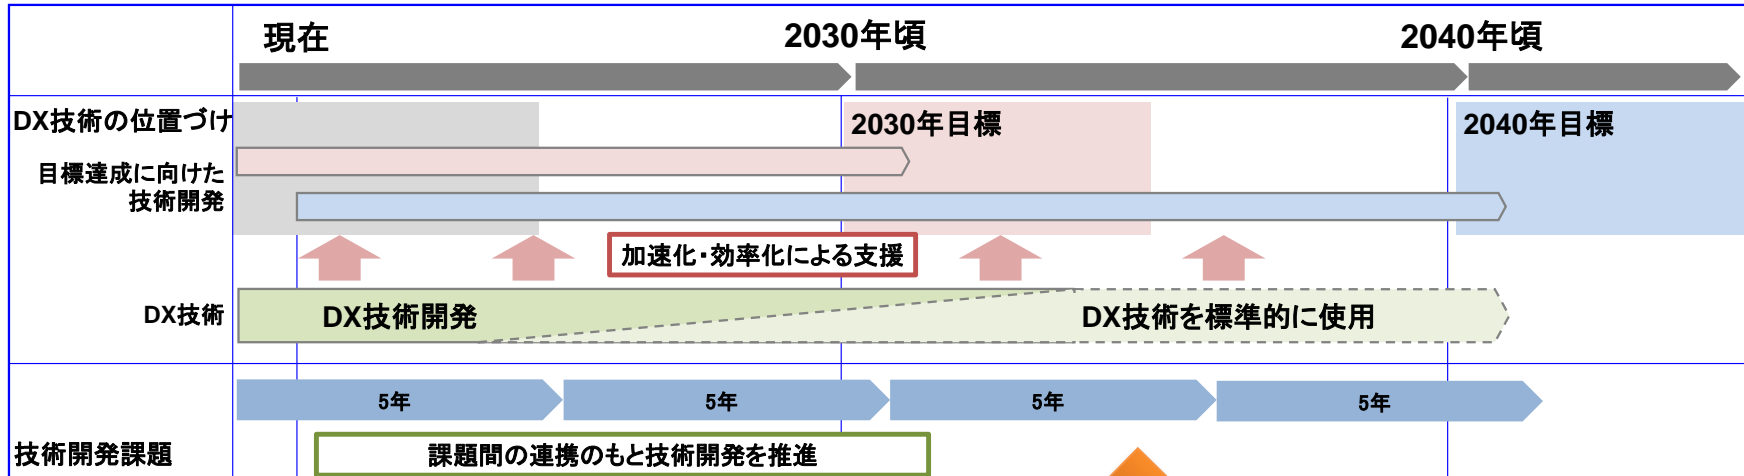 現在
2030年頃
2040年頃
DX技術の位置づけ
2030年目標
2040年目標
目標達成に向けた
技術開発
加速化・効率化による支援
DX技術
DX技術開発
DX技術を標準的に使用
5年
5年
5年
5年
技術開発課題
課題間の連携のもと技術開発を推進